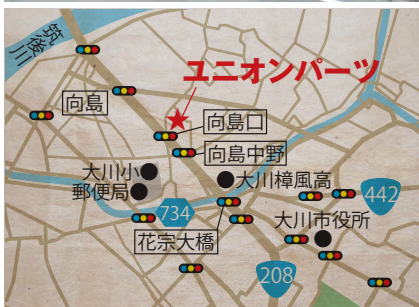 筑後川
ユニオンパーツ
向島
向島口
向島中野
大川小
郵便局
大川樟風高
442
734
大川市役所
花宗大橋
208